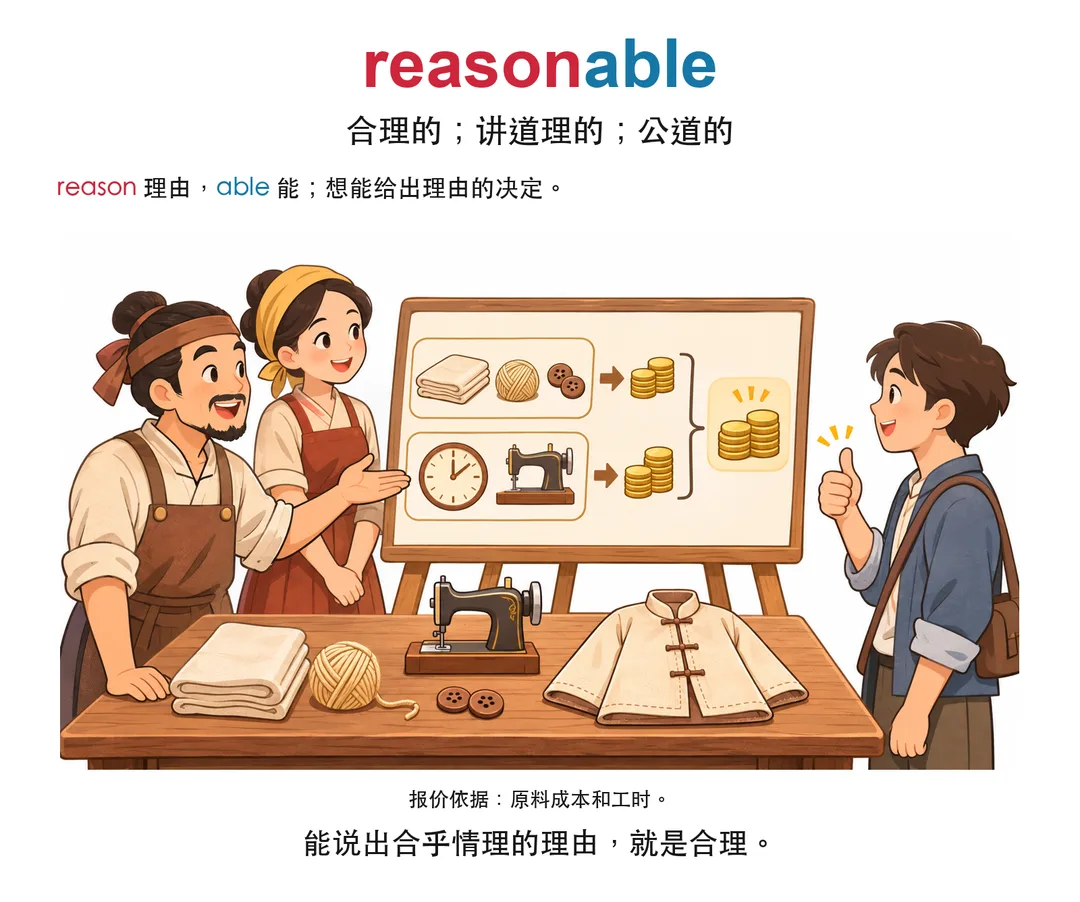 reasonable
合理的；讲道理的；公道的
reason 理由，able 能；想能给出理由的决定。
报价依据：原料成本和工时。
能说出合乎情理的理由，就是合理。